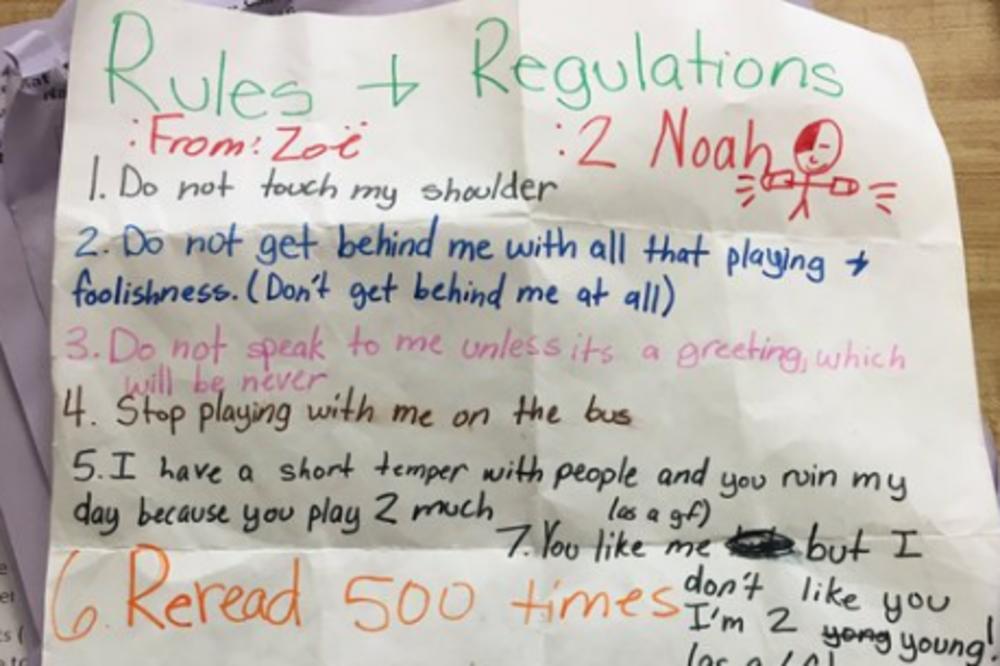 Rules + Regulations
:From: Zoë :2 Noah
1. Do not touch my shoulder
2. Do not get behind me with all that playing +
foolishness. (Don't get behind me at all)
3. Do not speak to me unless its a greeting, which
will be never
4. Stop playing with me on the bus
5. I have a short temper with people and you ruin my
day because you play 2 much
6. Reread 500 times
(as a gf)
7. You like me but I
don't like you
I'm 2 yong young!
(as a